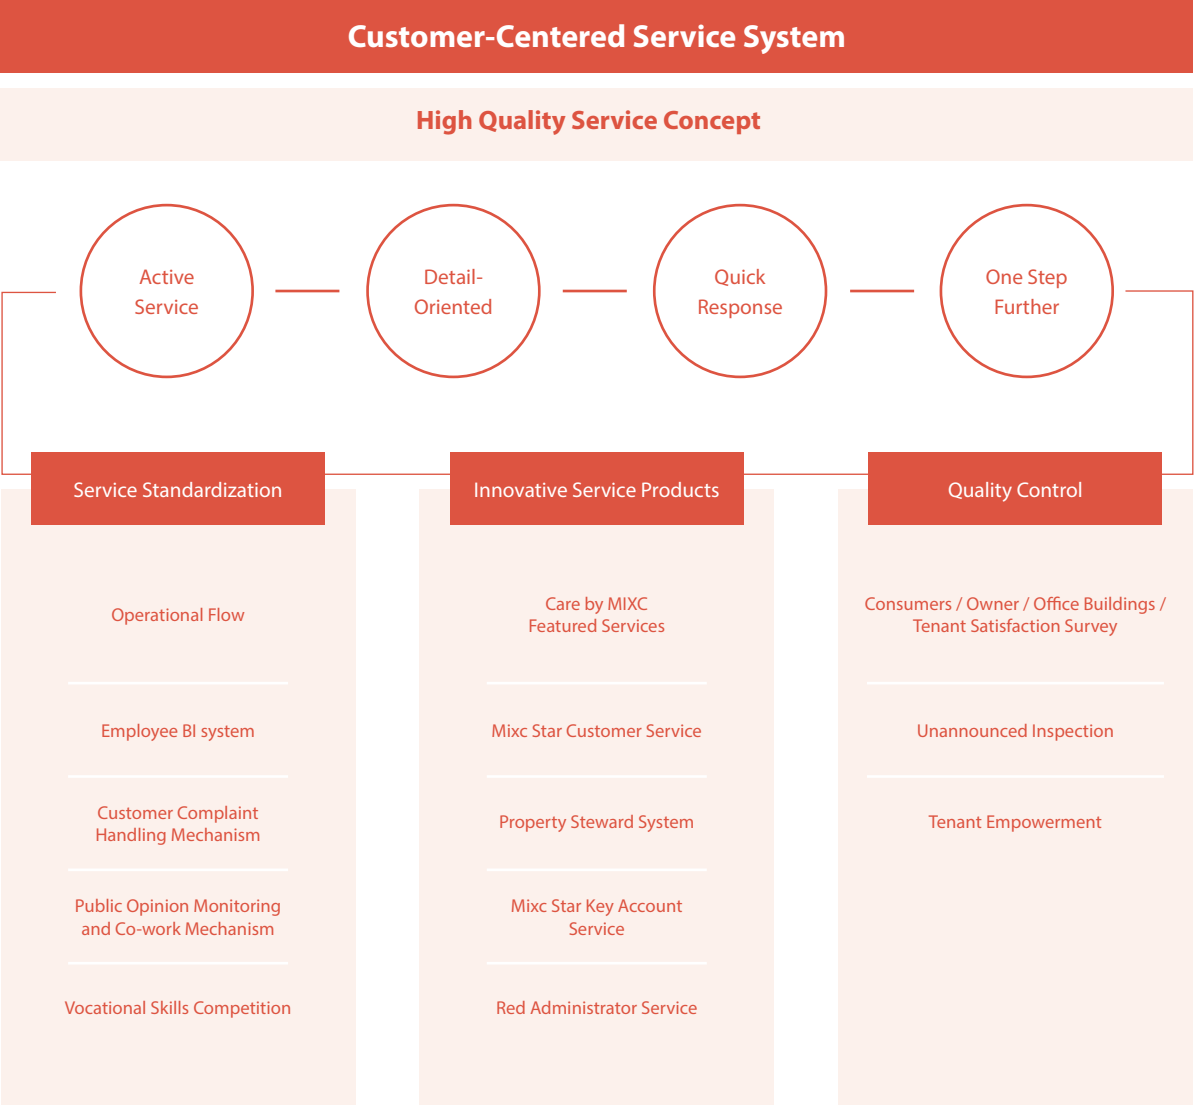 Customer-Centered Service System
High Quality Service Concept
Active
Service
Detail-
Oriented
Quick
Response
One Step
Further
Service Standardization
Operational Flow
Employee BI system
Customer Complaint
Handling Mechanism
Public Opinion Monitoring
and Co-work Mechanism
Vocational Skills Competition
Innovative Service Products
Care by MIXC
Featured Services
Mixc Star Customer Service
Property Steward System
Mixc Star Key Account
Service
Red Administrator Service
Quality Control
Consumers / Owner / Office Buildings /
Tenant Satisfaction Survey
Unannounced Inspection
Tenant Empowerment